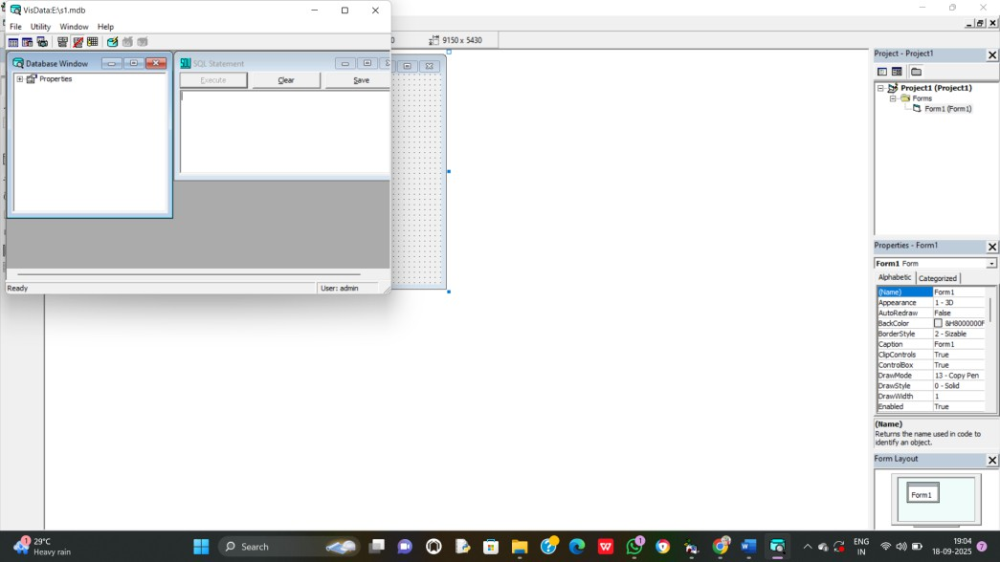 VisData:E:\s1.mdb
File Utility Window Help
Database Window
Properties
SQL Statement
Execute Clear Save
Ready User: admin
0 9150 x 5430
Project - Project1
Project1 (Project1)
Forms
Form1 (Form1)
Properties - Form1
Form1 Form
Alphabetic Categorized
(Name) Form1
Appearance 1 - 3D
AutoRedraw False
BackColor &H8000000F
BorderStyle 2 - Sizable
Caption Form1
ClipControls True
ControlBox True
DrawMode 13 - Copy Pen
DrawStyle 0 - Solid
DrawWidth 1
Enabled True
(Name)
Returns the name used in code to
identify an object.
Form Layout
Form1
1
29°C
Heavy rain
Search
1
ENG
IN
19:04
18-09-2025
7